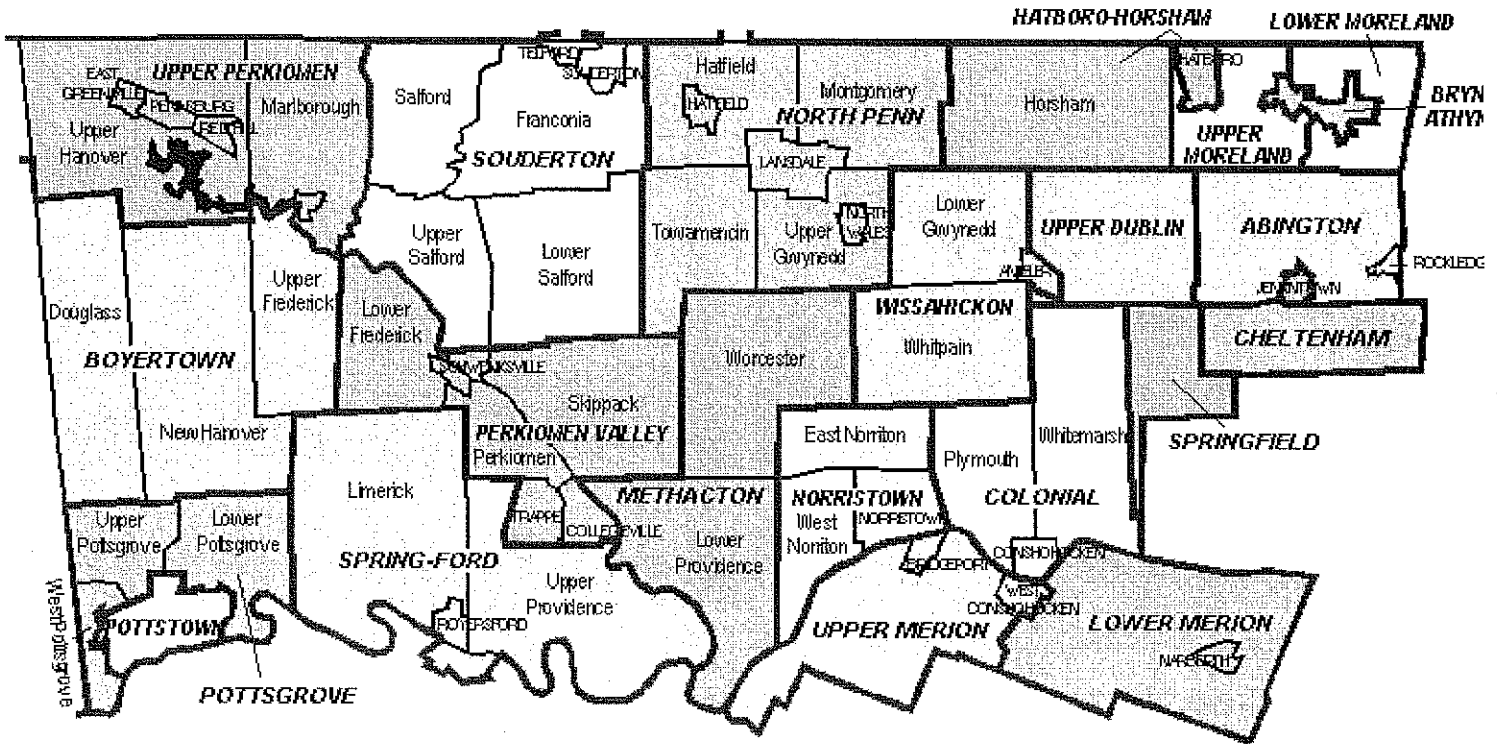 HATBORO-HORSHAM
LOWER MORELAND
UPPER PERKIOMEN
EAST
GREENVILLE
PENNSBURG
RED HILL
Marlborough
Upper
Hanover
Salford
TELFORD
SOUDERTON
Franconia
SOUDERTON
Hatfield
HATFIELD
Montgomery
NORTH PENN
LANSDALE
Horsham
HATBORO
UPPER
MORELAND
BRYN
ATHYN
Douglass
BOYERTOWN
Upper
Frederick
Lower
Frederick
Upper
Salford
Lower
Salford
Towamencin
Upper
Gwynedd
NORTH
WALES
Lower
Gwynedd
AMBLER
UPPER DUBLIN
ABINGTON
ROCKLEDG
JENKINTOWN
CHELTENHAM
WISSAHICKON
Whitpain
Worcester
SCHWENKSVILLE
Skippack
PERKIOMEN VALLEY
Perkiomen
New Hanover
Limerick
East Norriton
Plymouth
Whitemarsh
SPRINGFIELD
METHACTON
NORRISTOWN
West
Norriton
NORRISTOWN
COLONIAL
Upper
Pottsgrove
Lower
Pottsgrove
TRAPPE
COLLEGEVILLE
Lower
Providence
SPRING-FORD
Upper
Providence
BRIDGEPORT
CONSHOHOCKEN
WEST
CONSHOHOCKEN
West Pottsgrove
POTTSTOWN
ROYERSFORD
UPPER MERION
LOWER MERION
NARBERTH
POTTSGROVE